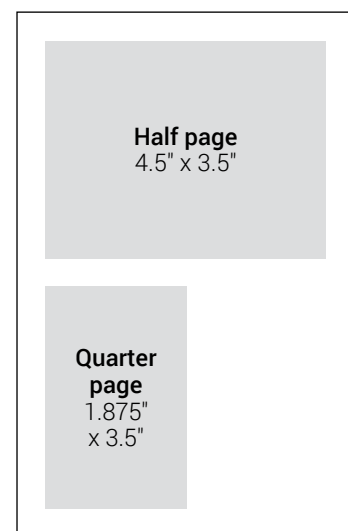 Half page
4.5" x 3.5"
Quarter
page
1.875"
x 3.5"